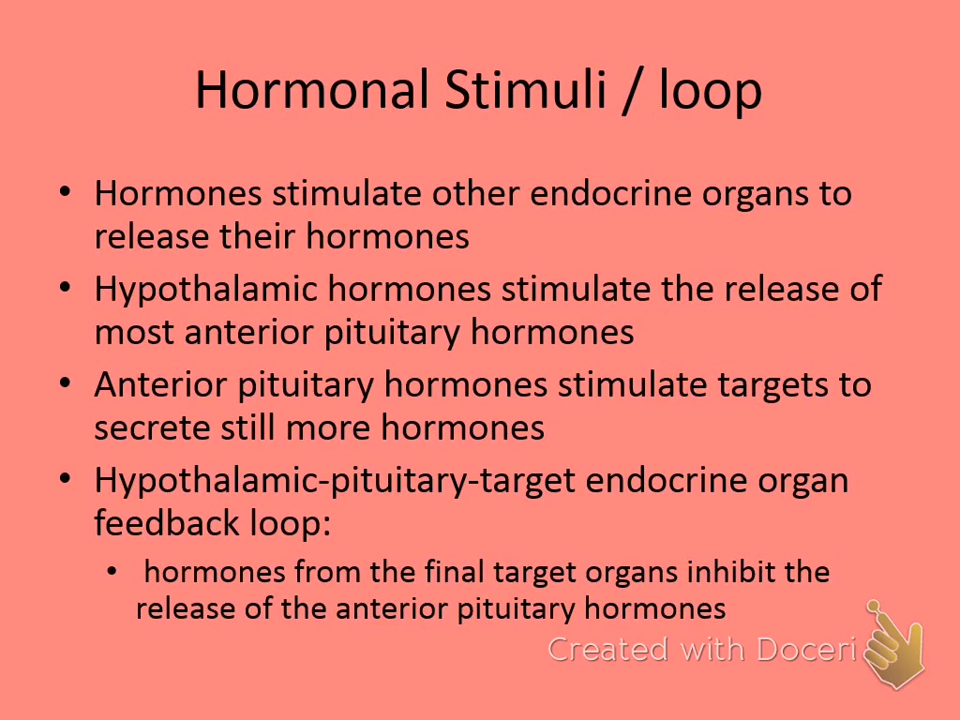 Hormonal Stimuli / loop
• Hormones stimulate other endocrine organs to
release their hormones
• Hypothalamic hormones stimulate the release of
most anterior pituitary hormones
• Anterior pituitary hormones stimulate targets to
secrete still more hormones
• Hypothalamic-pituitary-target endocrine organ
feedback loop:
• hormones from the final target organs inhibit the
release of the anterior pituitary hormones
Created with Doceri